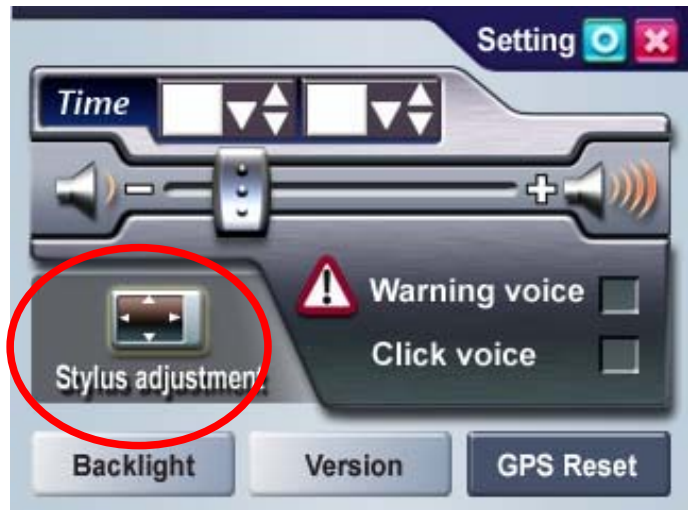 Setting
Time
Warning voice
Click voice
Stylus adjustment
Backlight
Version
GPS Reset